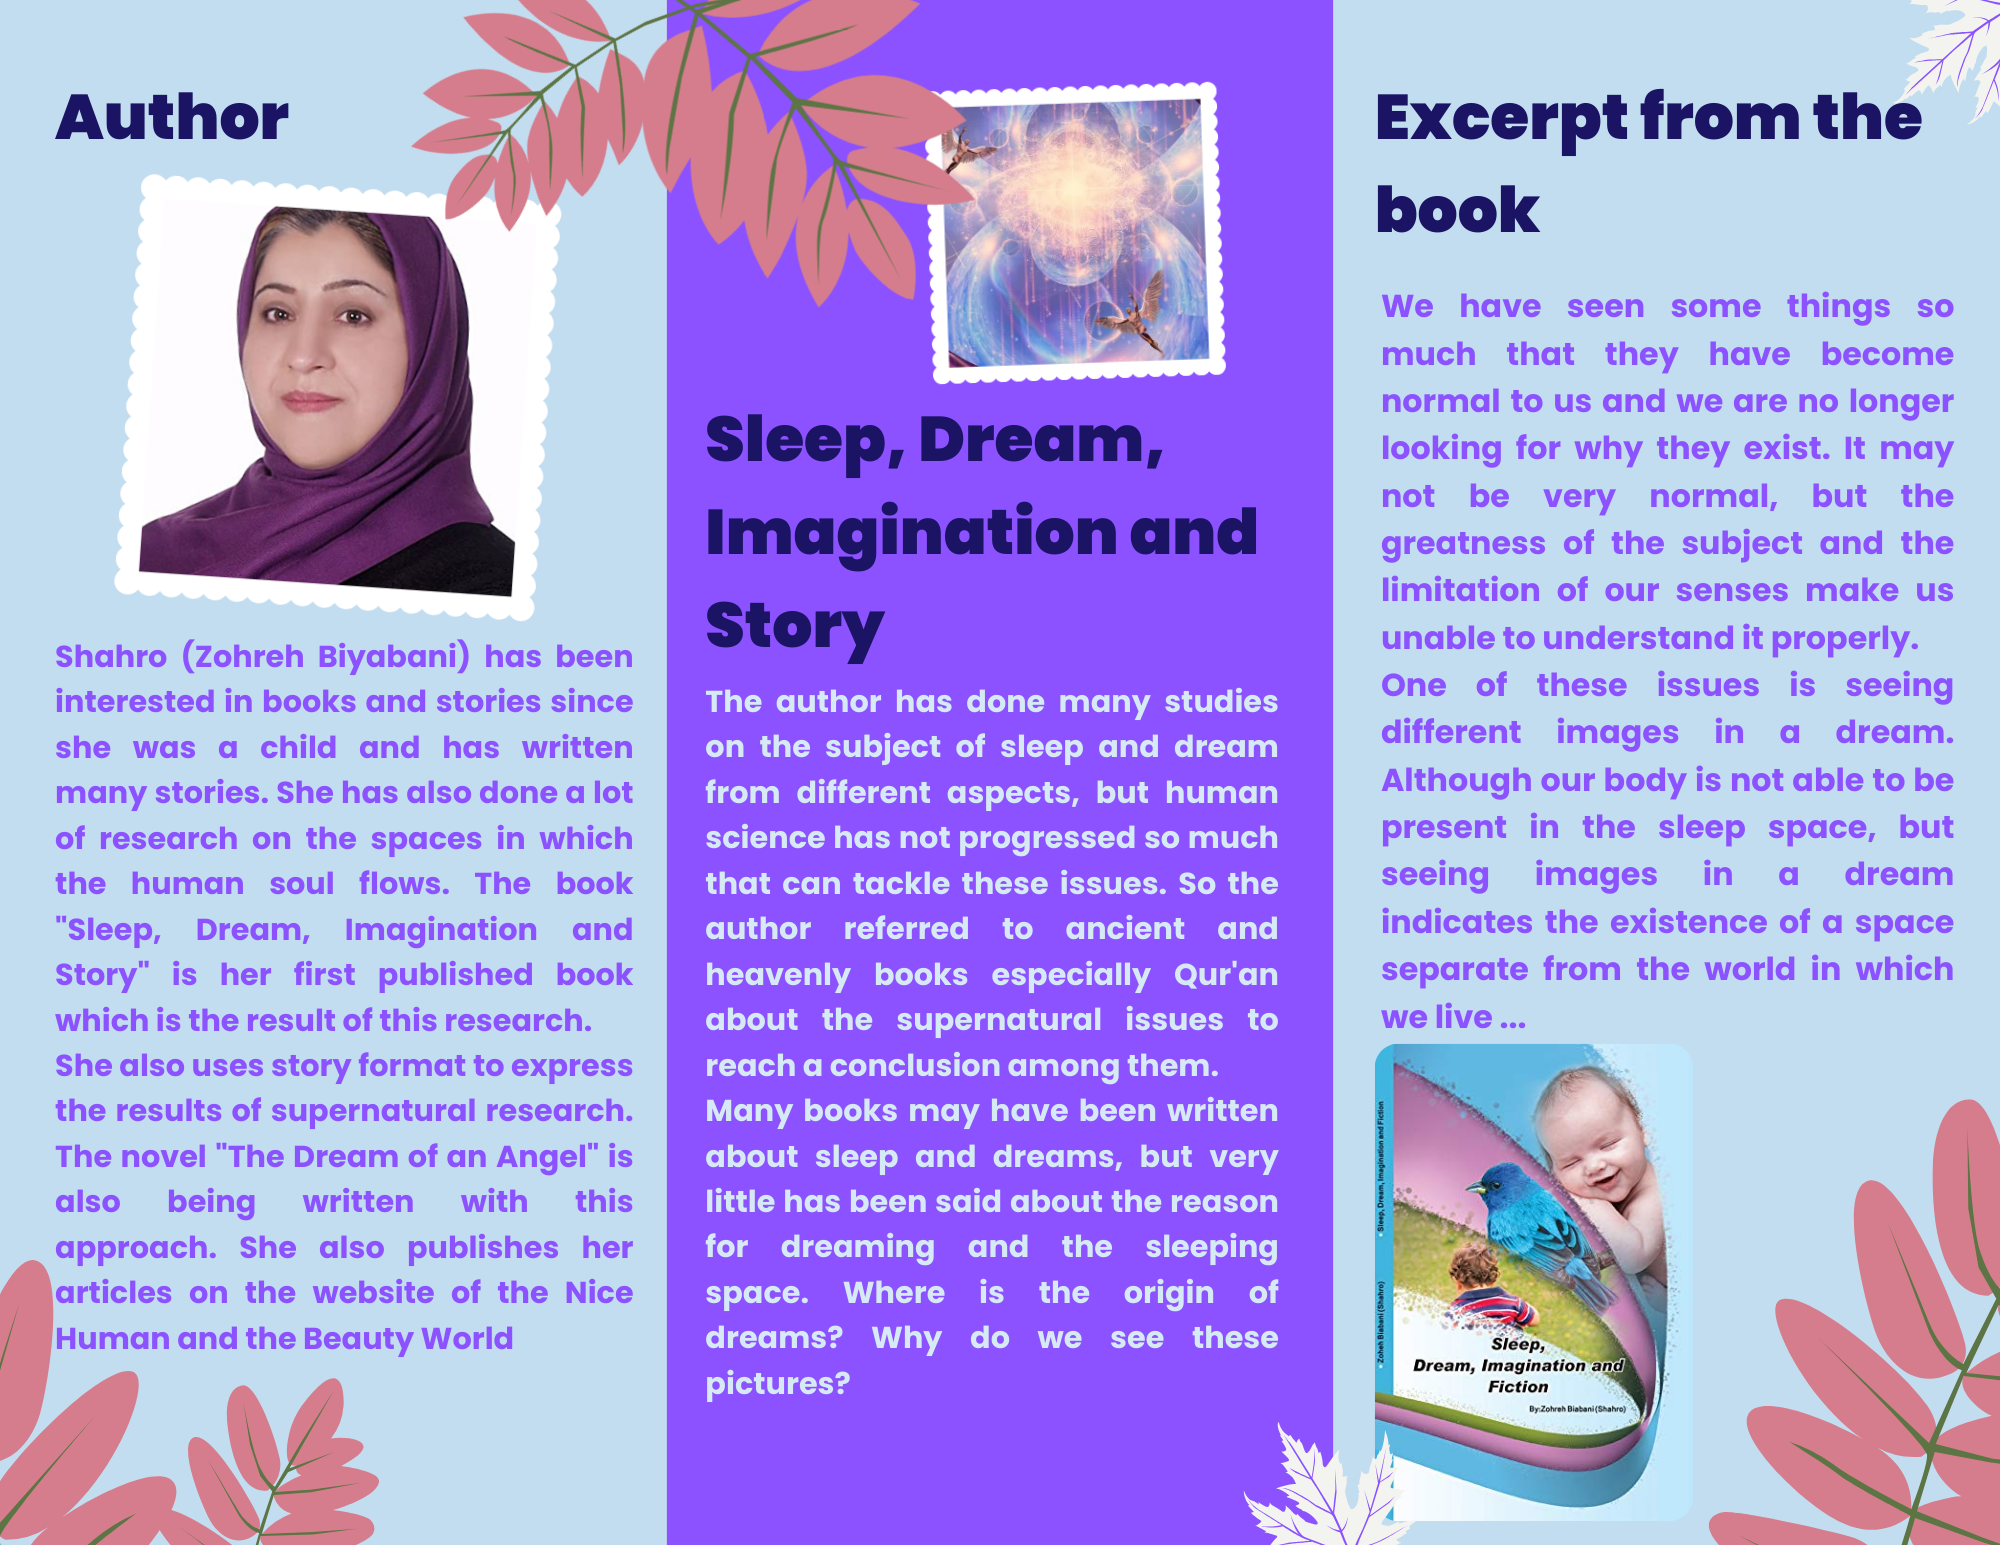 Author
Shahro (Zohreh Biyabani) has been
interested in books and stories since
she was a child and has written
many stories. She has also done a lot
of research on the spaces in which
the human soul flows. The book
"Sleep, Dream, Imagination and
Story" is her first published book
which is the result of this research.
She also uses story format to express
the results of supernatural research.
The novel "The Dream of an Angel" is
also being written with this
approach. She also publishes her
articles on the website of the Nice
Human and the Beauty World
Sleep, Dream,
Imagination and
Story
The author has done many studies
on the subject of sleep and dream
from different aspects, but human
science has not progressed so much
that can tackle these issues. So the
author referred to ancient and
heavenly books especially Qur'an
about the supernatural issues to
reach a conclusion among them.
Many books may have been written
about sleep and dreams, but very
little has been said about the reason
for dreaming and the sleeping
space. Where is the origin of
dreams? Why do we see these
pictures?
Excerpt from the
book
We have seen some things so
much that they have become
normal to us and we are no longer
looking for why they exist. It may
not be very normal, but the
greatness of the subject and the
limitation of our senses make us
unable to understand it properly.
One of these issues is seeing
different images in a dream.
Although our body is not able to be
present in the sleep space, but
seeing images in a dream
indicates the existence of a space
separate from the world in which
we live ...
Sleep, Dream, Imagination and Fiction
Zoheh Biabani (Shahro)
Sleep,
Dream, Imagination and
Fiction
By:Zohreh Biabani (Shahro)